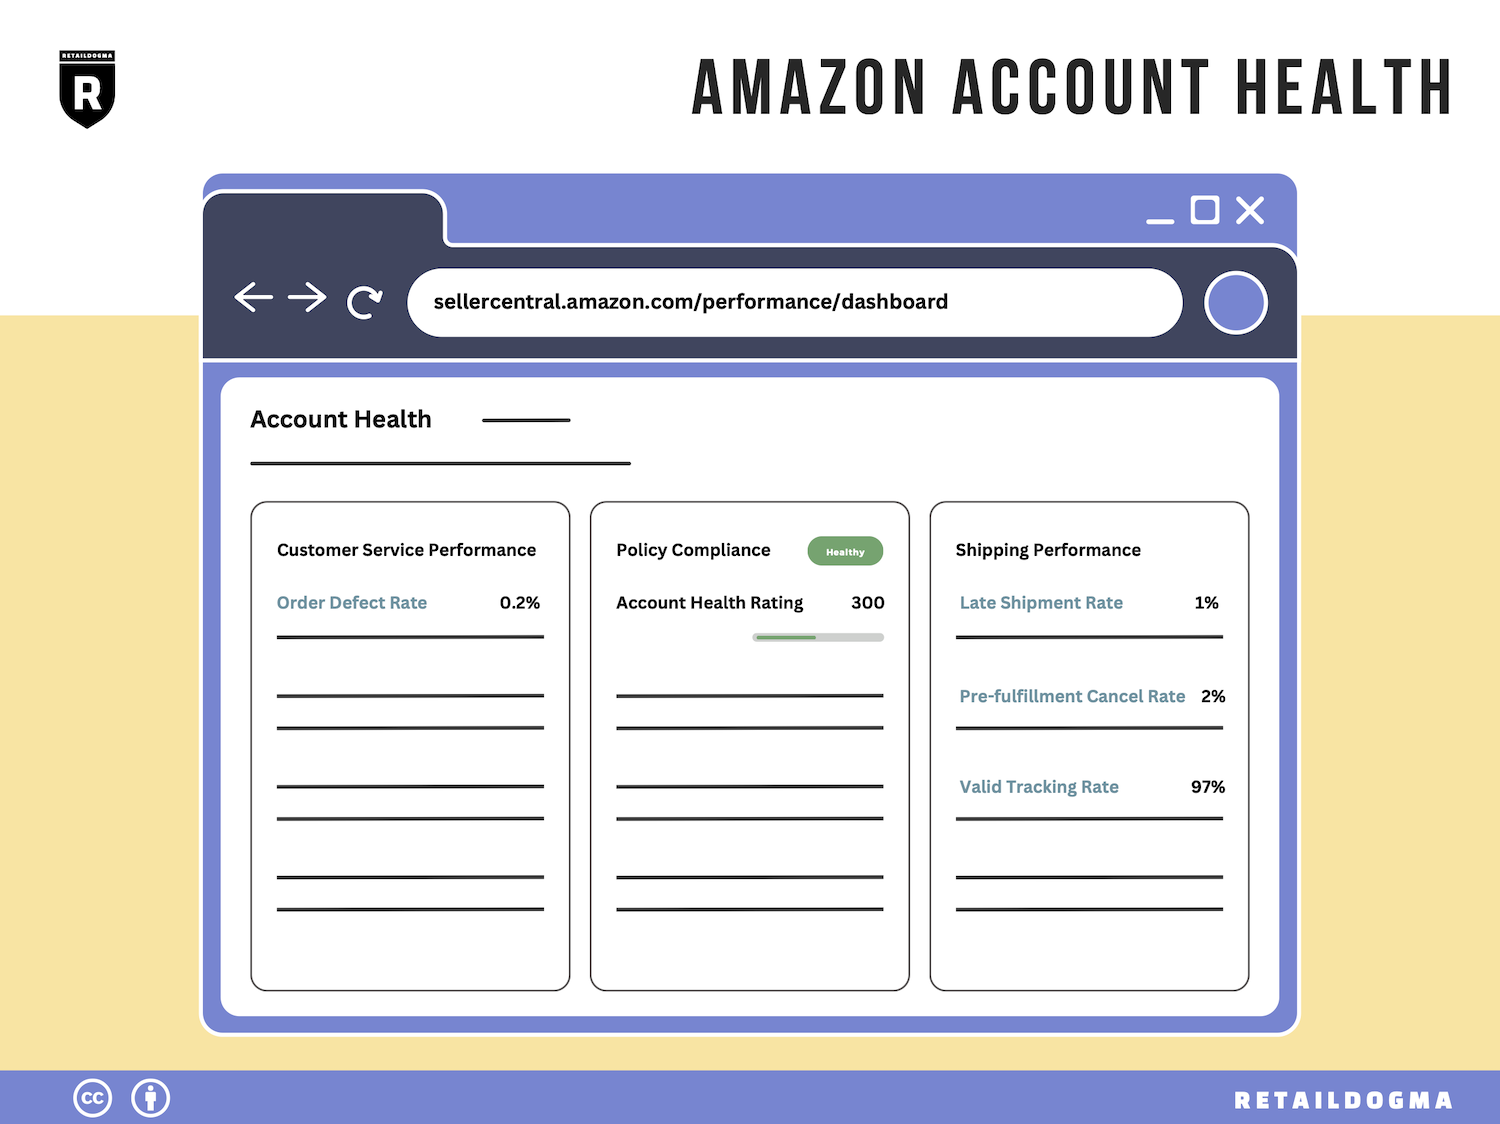 RETAILDOGMA
R
AMAZON ACCOUNT HEALTH
sellercentral.amazon.com/performance/dashboard
Account Health
Customer Service Performance
Order Defect Rate 0.2%
Policy Compliance Healthy
Account Health Rating 300
Shipping Performance
Late Shipment Rate 1%
Pre-fulfillment Cancel Rate 2%
Valid Tracking Rate 97%
CC
RETAILDOGMA